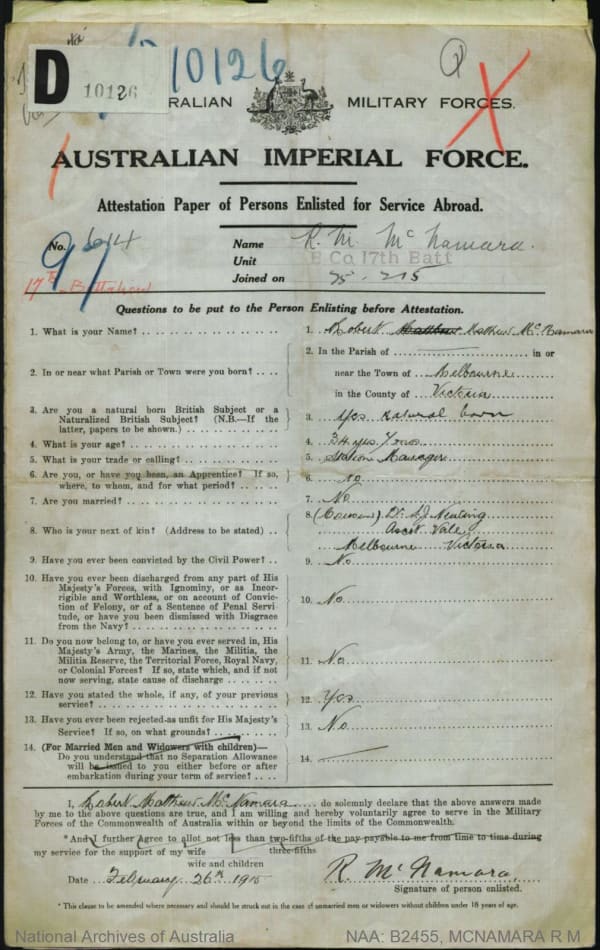 D
10126
10126
AUSTRALIAN MILITARY FORCES.
AUSTRALIAN IMPERIAL FORCE.
Attestation Paper of Persons Enlisted for Service Abroad.
No. 614
97
17th Battalion
Name R. M. McNamara.
Unit B Co 17th Batt
Joined on 25-2-15
Questions to be put to the Person Enlisting before Attestation.
1. What is your Name? 1. Robert Mathew McNamara
2. In or near what Parish or Town were you born? 2. In the Parish of in or
near the Town of Melbourne
in the County of Victoria
3. Are you a natural born British Subject or a
Naturalized British Subject? (N.B.—If the
latter, papers to be shown.) 3. Yes natural born
4. What is your age? 4. 34 yrs
5. What is your trade or calling? 5. Station Manager
6. Are you, or have you been, an Apprentice? If so,
where, to whom, and for what period? 6. no
7. Are you married? 7. No
8. Who is your next of kin? (Address to be stated) 8. (Cousin) Dr.
Ascot Vale
Melbourne Victoria
9. Have you ever been convicted by the Civil Power? 9. No
10. Have you ever been discharged from any part of His
Majesty's Forces, with Ignominy, or as Incor-
rigible and Worthless, or on account of Convic-
tion of Felony, or of a Sentence of Penal Servi-
tude, or have you been dismissed with Disgrace
from the Navy? 10. No
11. Do you now belong to, or have you ever served in, His
Majesty's Army, the Marines, the Militia, the
Militia Reserve, the Territorial Force, Royal Navy,
or Colonial Forces? If so, state which, and if not
now serving, state cause of discharge 11. No
12. Have you stated the whole, if any, of your previous
service? 12. Yes
13. Have you ever been rejected as unfit for His Majesty's
Service? If so, on what grounds? 13. No
14. (For Married Men and Widowers with children)—
Do you understand that no Separation Allowance
will be issued to you either before or after
embarkation during your term of service? 14.
I, Robert Matthew McNamara do solemnly declare that the above answers made
by me to the above questions are true, and I am willing and hereby voluntarily agree to serve in the Military
Forces of the Commonwealth of Australia within or beyond the limits of the Commonwealth.
*And I further agree to allot not less than two-fifths of the pay payable to me from time to time during
three-fifths
my service for the support of my wife
wife and children
Date February 26th 1915
R. McNamara.
Signature of person enlisted.
* This clause to be amended where necessary and should be struck out in the case of unmarried men or widowers without children under 18 years of age.
National Archives of Australia
NAA: B2455, MCNAMARA R M